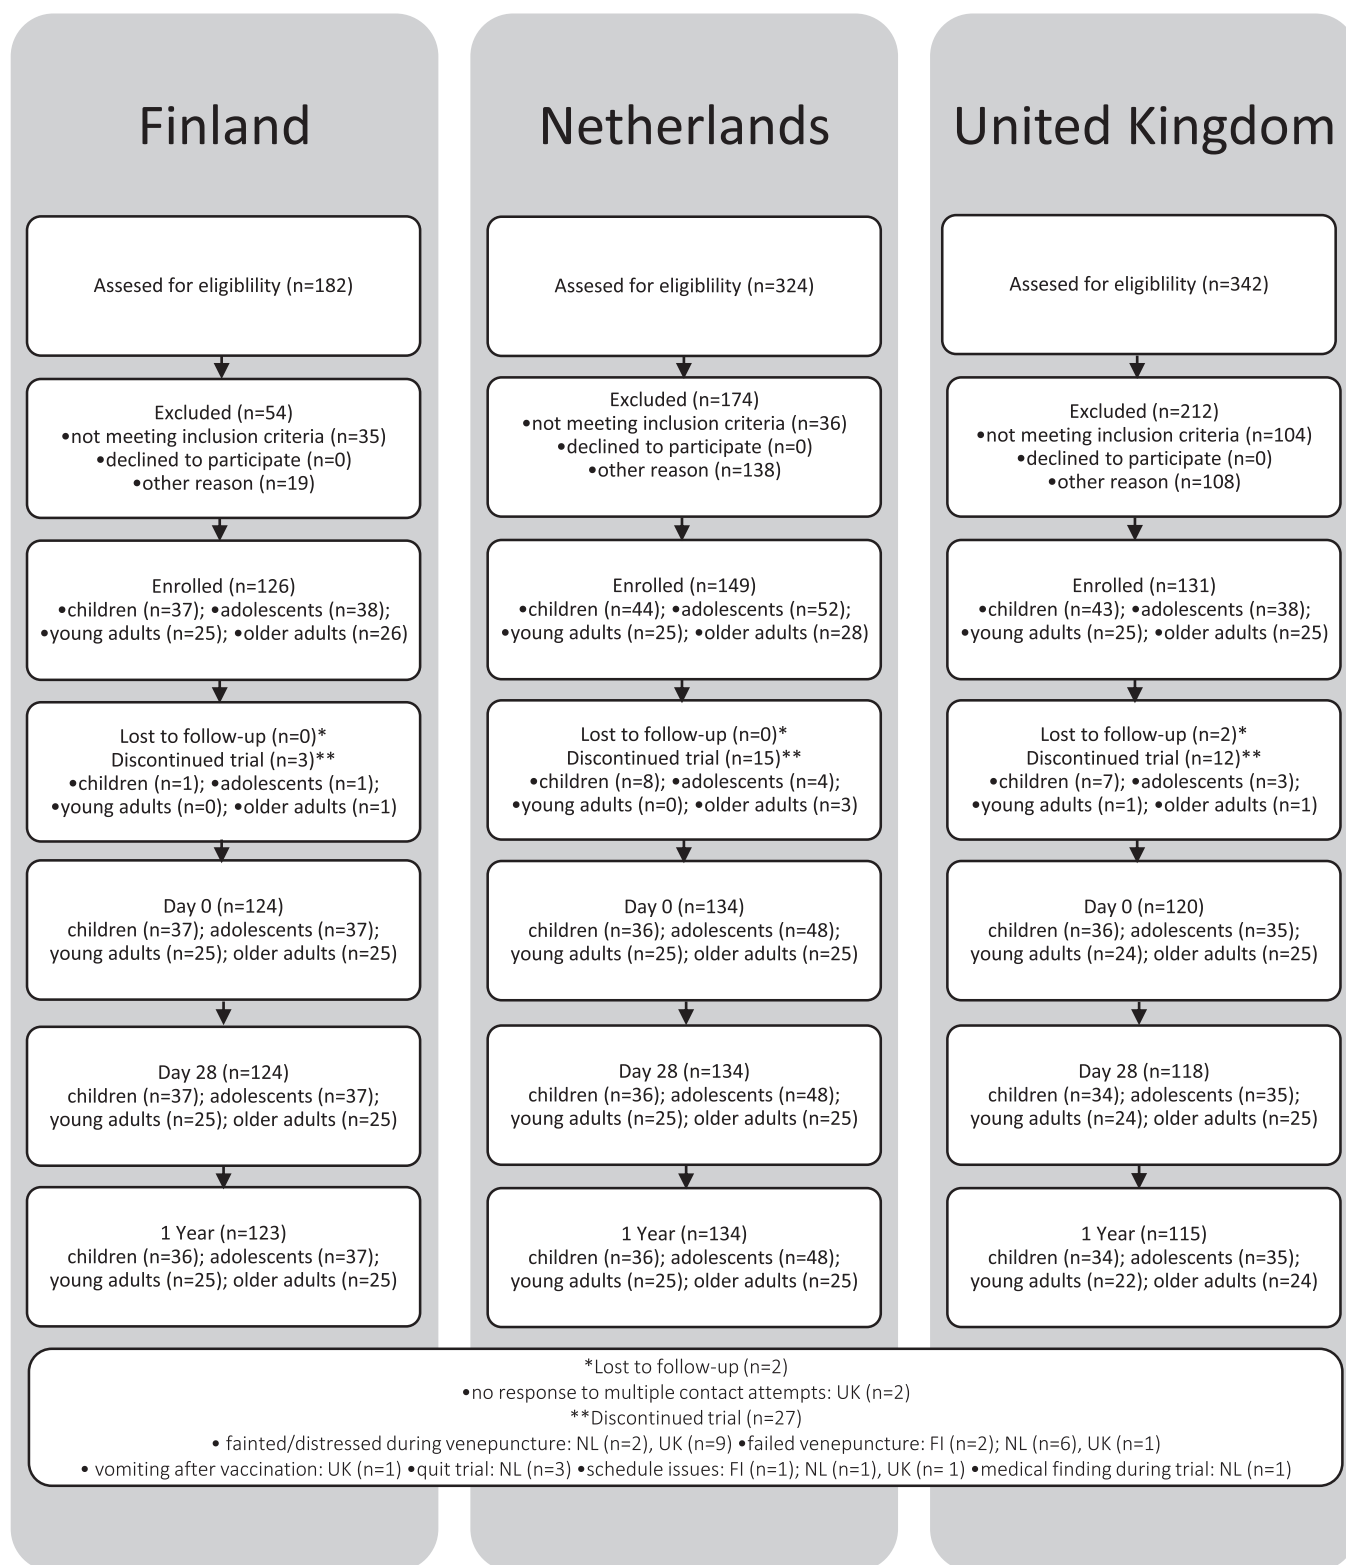 Finland
Assesed for eligiblility (n=182)
Excluded (n=54)
•not meeting inclusion criteria (n=35)
•declined to participate (n=0)
•other reason (n=19)
Enrolled (n=126)
•children (n=37); •adolescents (n=38);
•young adults (n=25); •older adults (n=26)
Lost to follow-up (n=0)*
Discontinued trial (n=3)**
•children (n=1); •adolescents (n=1);
•young adults (n=0); •older adults (n=1)
Day 0 (n=124)
children (n=37); adolescents (n=37);
young adults (n=25); older adults (n=25)
Day 28 (n=124)
children (n=37); adolescents (n=37);
young adults (n=25); older adults (n=25)
1 Year (n=123)
children (n=36); adolescents (n=37);
young adults (n=25); older adults (n=25)
Netherlands
Assesed for eligiblility (n=324)
Excluded (n=174)
•not meeting inclusion criteria (n=36)
•declined to participate (n=0)
•other reason (n=138)
Enrolled (n=149)
•children (n=44); •adolescents (n=52);
•young adults (n=25); •older adults (n=28)
Lost to follow-up (n=0)*
Discontinued trial (n=15)**
•children (n=8); •adolescents (n=4);
•young adults (n=0); •older adults (n=3)
Day 0 (n=134)
children (n=36); adolescents (n=48);
young adults (n=25); older adults (n=25)
Day 28 (n=134)
children (n=36); adolescents (n=48);
young adults (n=25); older adults (n=25)
1 Year (n=134)
children (n=36); adolescents (n=48);
young adults (n=25); older adults (n=25)
United Kingdom
Assesed for eligiblility (n=342)
Excluded (n=212)
•not meeting inclusion criteria (n=104)
•declined to participate (n=0)
•other reason (n=108)
Enrolled (n=131)
•children (n=43); •adolescents (n=38);
•young adults (n=25); •older adults (n=25)
Lost to follow-up (n=2)*
Discontinued trial (n=12)**
•children (n=7); •adolescents (n=3);
•young adults (n=1); •older adults (n=1)
Day 0 (n=120)
children (n=36); adolescents (n=35);
young adults (n=24); older adults (n=25)
Day 28 (n=118)
children (n=34); adolescents (n=35);
young adults (n=24); older adults (n=25)
1 Year (n=115)
children (n=34); adolescents (n=35);
young adults (n=22); older adults (n=24)
*Lost to follow-up (n=2)
•no response to multiple contact attempts: UK (n=2)
**Discontinued trial (n=27)
• fainted/distressed during venepuncture: NL (n=2), UK (n=9) •failed venepuncture: FI (n=2); NL (n=6), UK (n=1)
• vomiting after vaccination: UK (n=1) •quit trial: NL (n=3) •schedule issues: FI (n=1); NL (n=1), UK (n= 1) •medical finding during trial: NL (n=1)